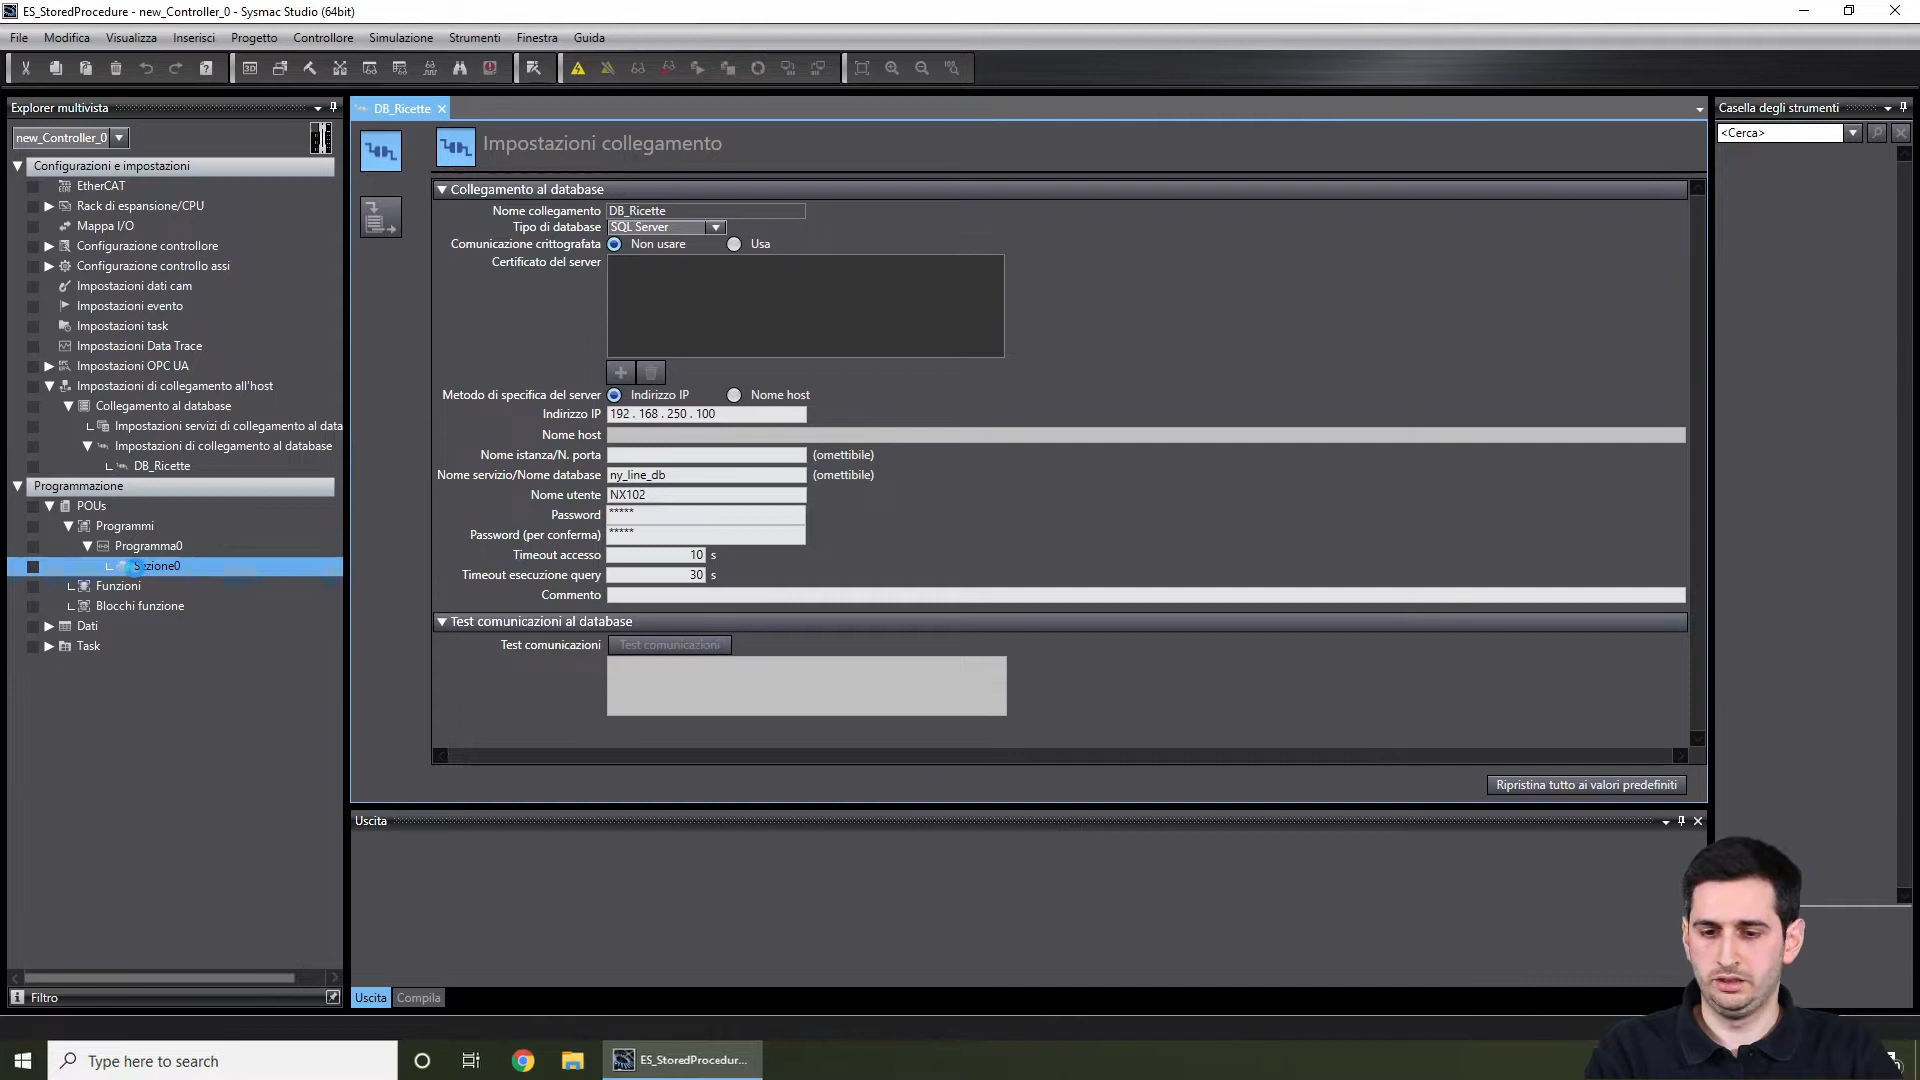 ES_StoredProcedure - new_Controller_0 - Sysmac Studio (64bit)
File Modifica Visualizza Inserisci Progetto Controllore Simulazione Strumenti Finestra Guida
Explorer multivista
new_Controller_0
Configurazioni e impostazioni
EtherCAT
Rack di espansione/CPU
Mappa I/O
Configurazione controllore
Configurazione controllo assi
Impostazioni dati cam
Impostazioni evento
Impostazioni task
Impostazioni Data Trace
Impostazioni OPC UA
Impostazioni di collegamento all'host
Collegamento al database
Impostazioni servizi di collegamento al data
Impostazioni di collegamento al database
DB_Ricette
Programmazione
POUs
Programmi
Programma0
Sezione0
Funzioni
Blocchi funzione
Dati
Task
Filtro
DB_Ricette
Impostazioni collegamento
Collegamento al database
Nome collegamento DB_Ricette
Tipo di database SQL Server
Comunicazione crittografata Non usare Usa
Certificato del server
Metodo di specifica del server Indirizzo IP Nome host
Indirizzo IP 192 . 168 . 250 . 100
Nome host
Nome istanza/N. porta (omettibile)
Nome servizio/Nome database ny_line_db (omettibile)
Nome utente NX102
Password *****
Password (per conferma) *****
Timeout accesso 10 s
Timeout esecuzione query 30 s
Commento
Test comunicazioni al database
Test comunicazioni Test comunicazioni
Ripristina tutto ai valori predefiniti
Uscita
Uscita Compila
Casella degli strumenti
<Cerca>
Type here to search
ES_StoredProcedur...